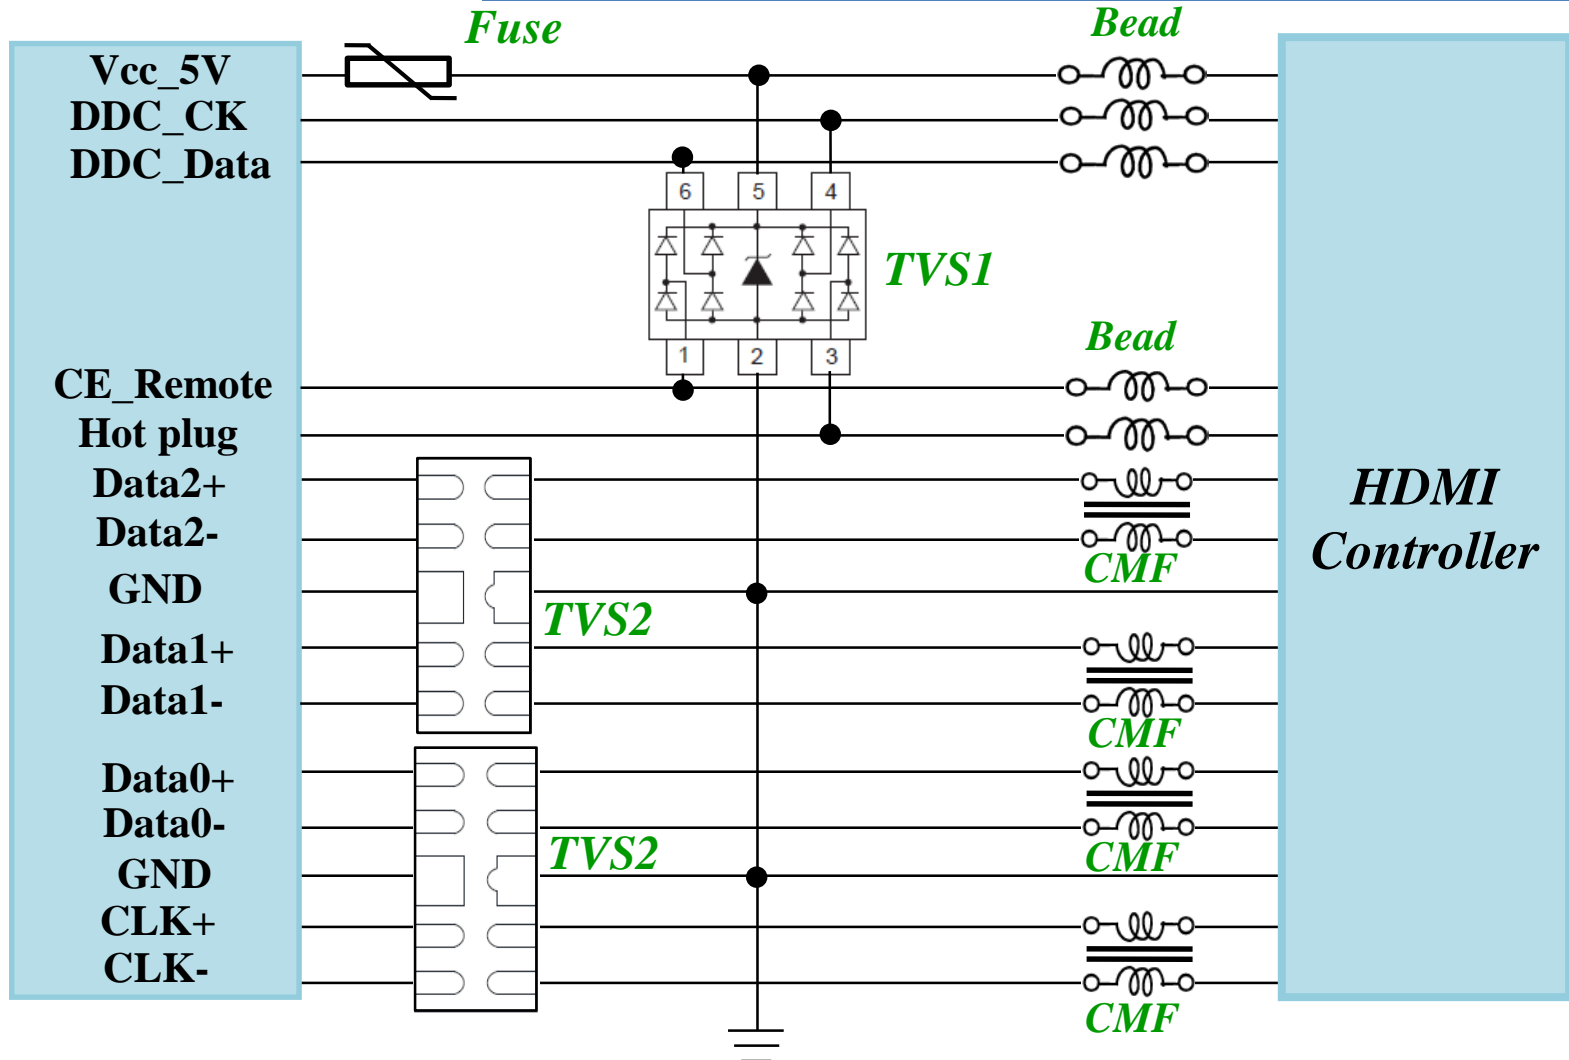 Fuse
Bead
Vcc_5V
DDC_CK
DDC_Data
6
5
4
TVS1
1
2
3
Bead
CE_Remote
Hot plug
Data2+
Data2-
CMF
GND
TVS2
Data1+
Data1-
CMF
Data0+
Data0-
TVS2
CMF
GND
CLK+
CLK-
CMF
HDMI
Controller